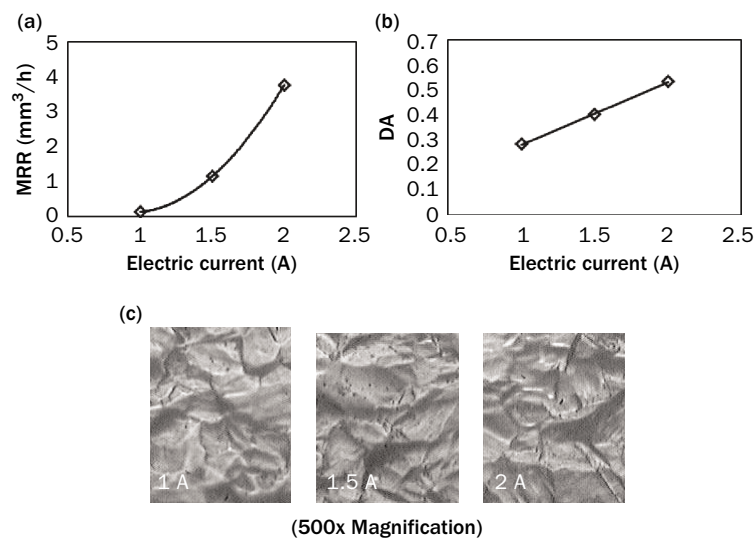 (a)
5
4
3
2
1
0
MRR (mm³/h)
0.5 1 1.5 2 2.5
Electric current (A)
(b)
0.7
0.6
0.5
0.4
0.3
0.2
0.1
0
DA
0.5 1 1.5 2 2.5
Electric current (A)
(c)
1 A
1.5 A
2 A
(500x Magnification)